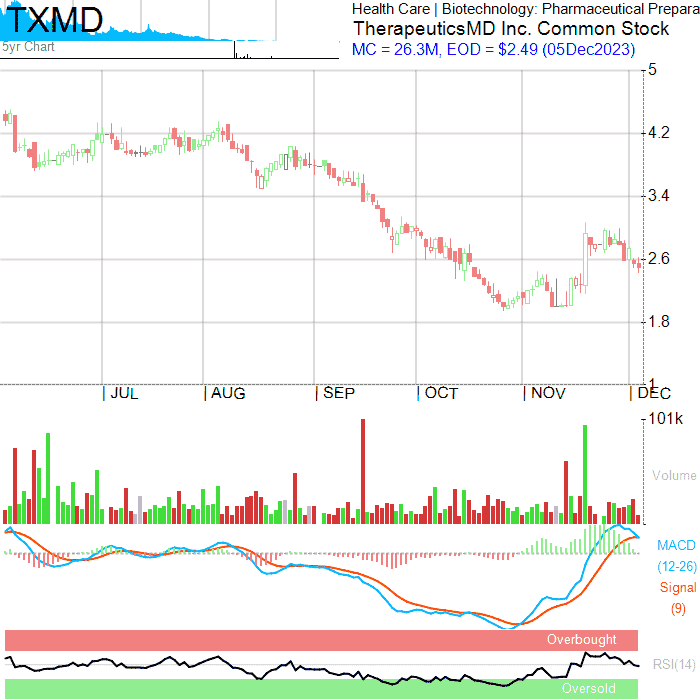 TXMD
5yr Chart
Health Care | Biotechnology: Pharmaceutical Prepara
TherapeuticsMD Inc. Common Stock
MC = 26.3M, EOD = $2.49 (05Dec2023)
5
4.2
3.4
2.6
1.8
1
| JUL | AUG | SEP | OCT | NOV | DEC
101k
Volume
MACD
(12-26)
Signal
(9)
Overbought
RSI(14)
Oversold